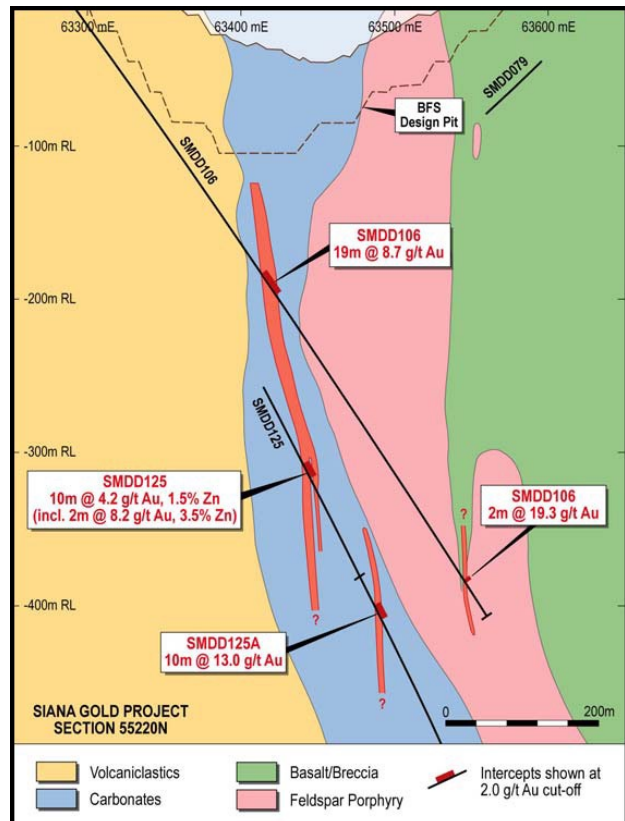 63300 mE
63400 mE
63500 mE
63600 mE
SMDD079
BFS
Design Pit
-100m RL
SMDD106
SMDD106
19m @ 8.7 g/t Au
-200m RL
SMDD125
-300m RL
SMDD125
10m @ 4.2 g/t Au, 1.5% Zn
(incl. 2m @ 8.2 g/t Au, 3.5% Zn)
SMDD106
2m @ 19.3 g/t Au
?
-400m RL
?
SMDD125A
10m @ 13.0 g/t Au
?
SIANA GOLD PROJECT
SECTION 55220N
0
200m
Volcaniclastics
Carbonates
Basalt/Breccia
Feldspar Porphyry
Intercepts shown at
2.0 g/t Au cut-off